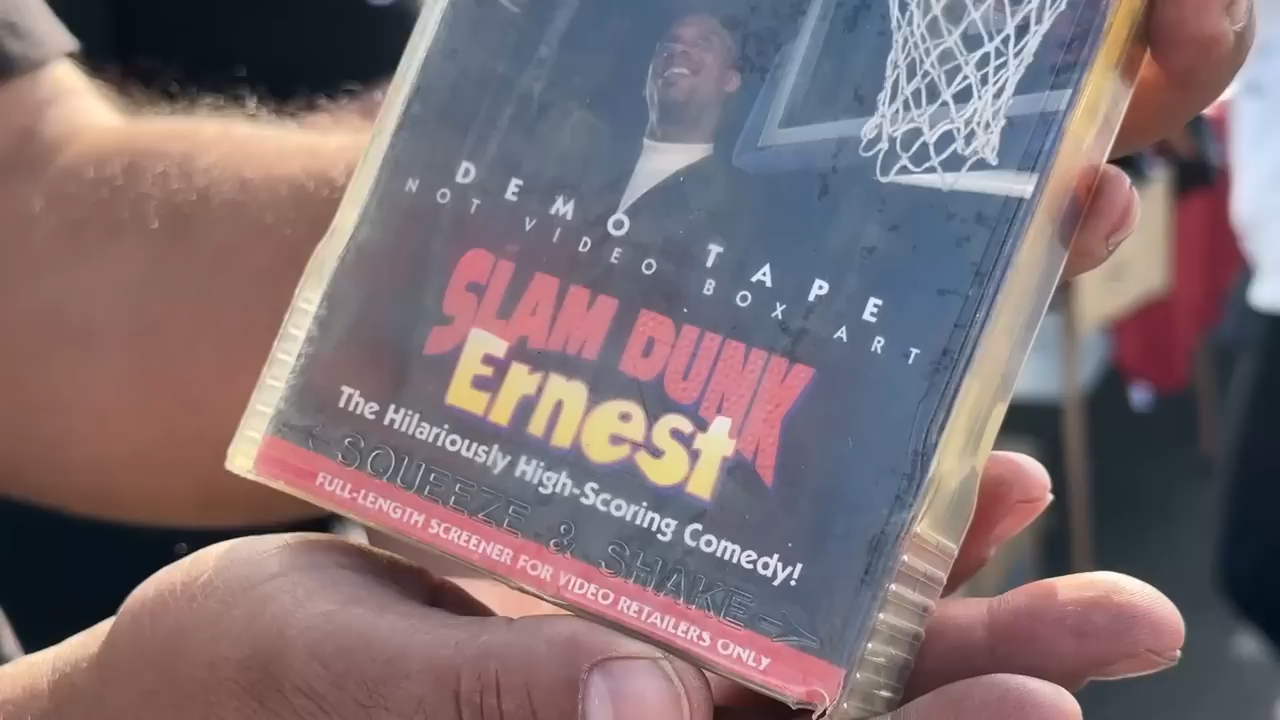 DEMO TAPE
NOT VIDEO BOX ART
SLAM DUNK
Ernest
The Hilariously High-Scoring Comedy!
← SQUEEZE & SHAKE →
FULL-LENGTH SCREENER FOR VIDEO RETAILERS ONLY